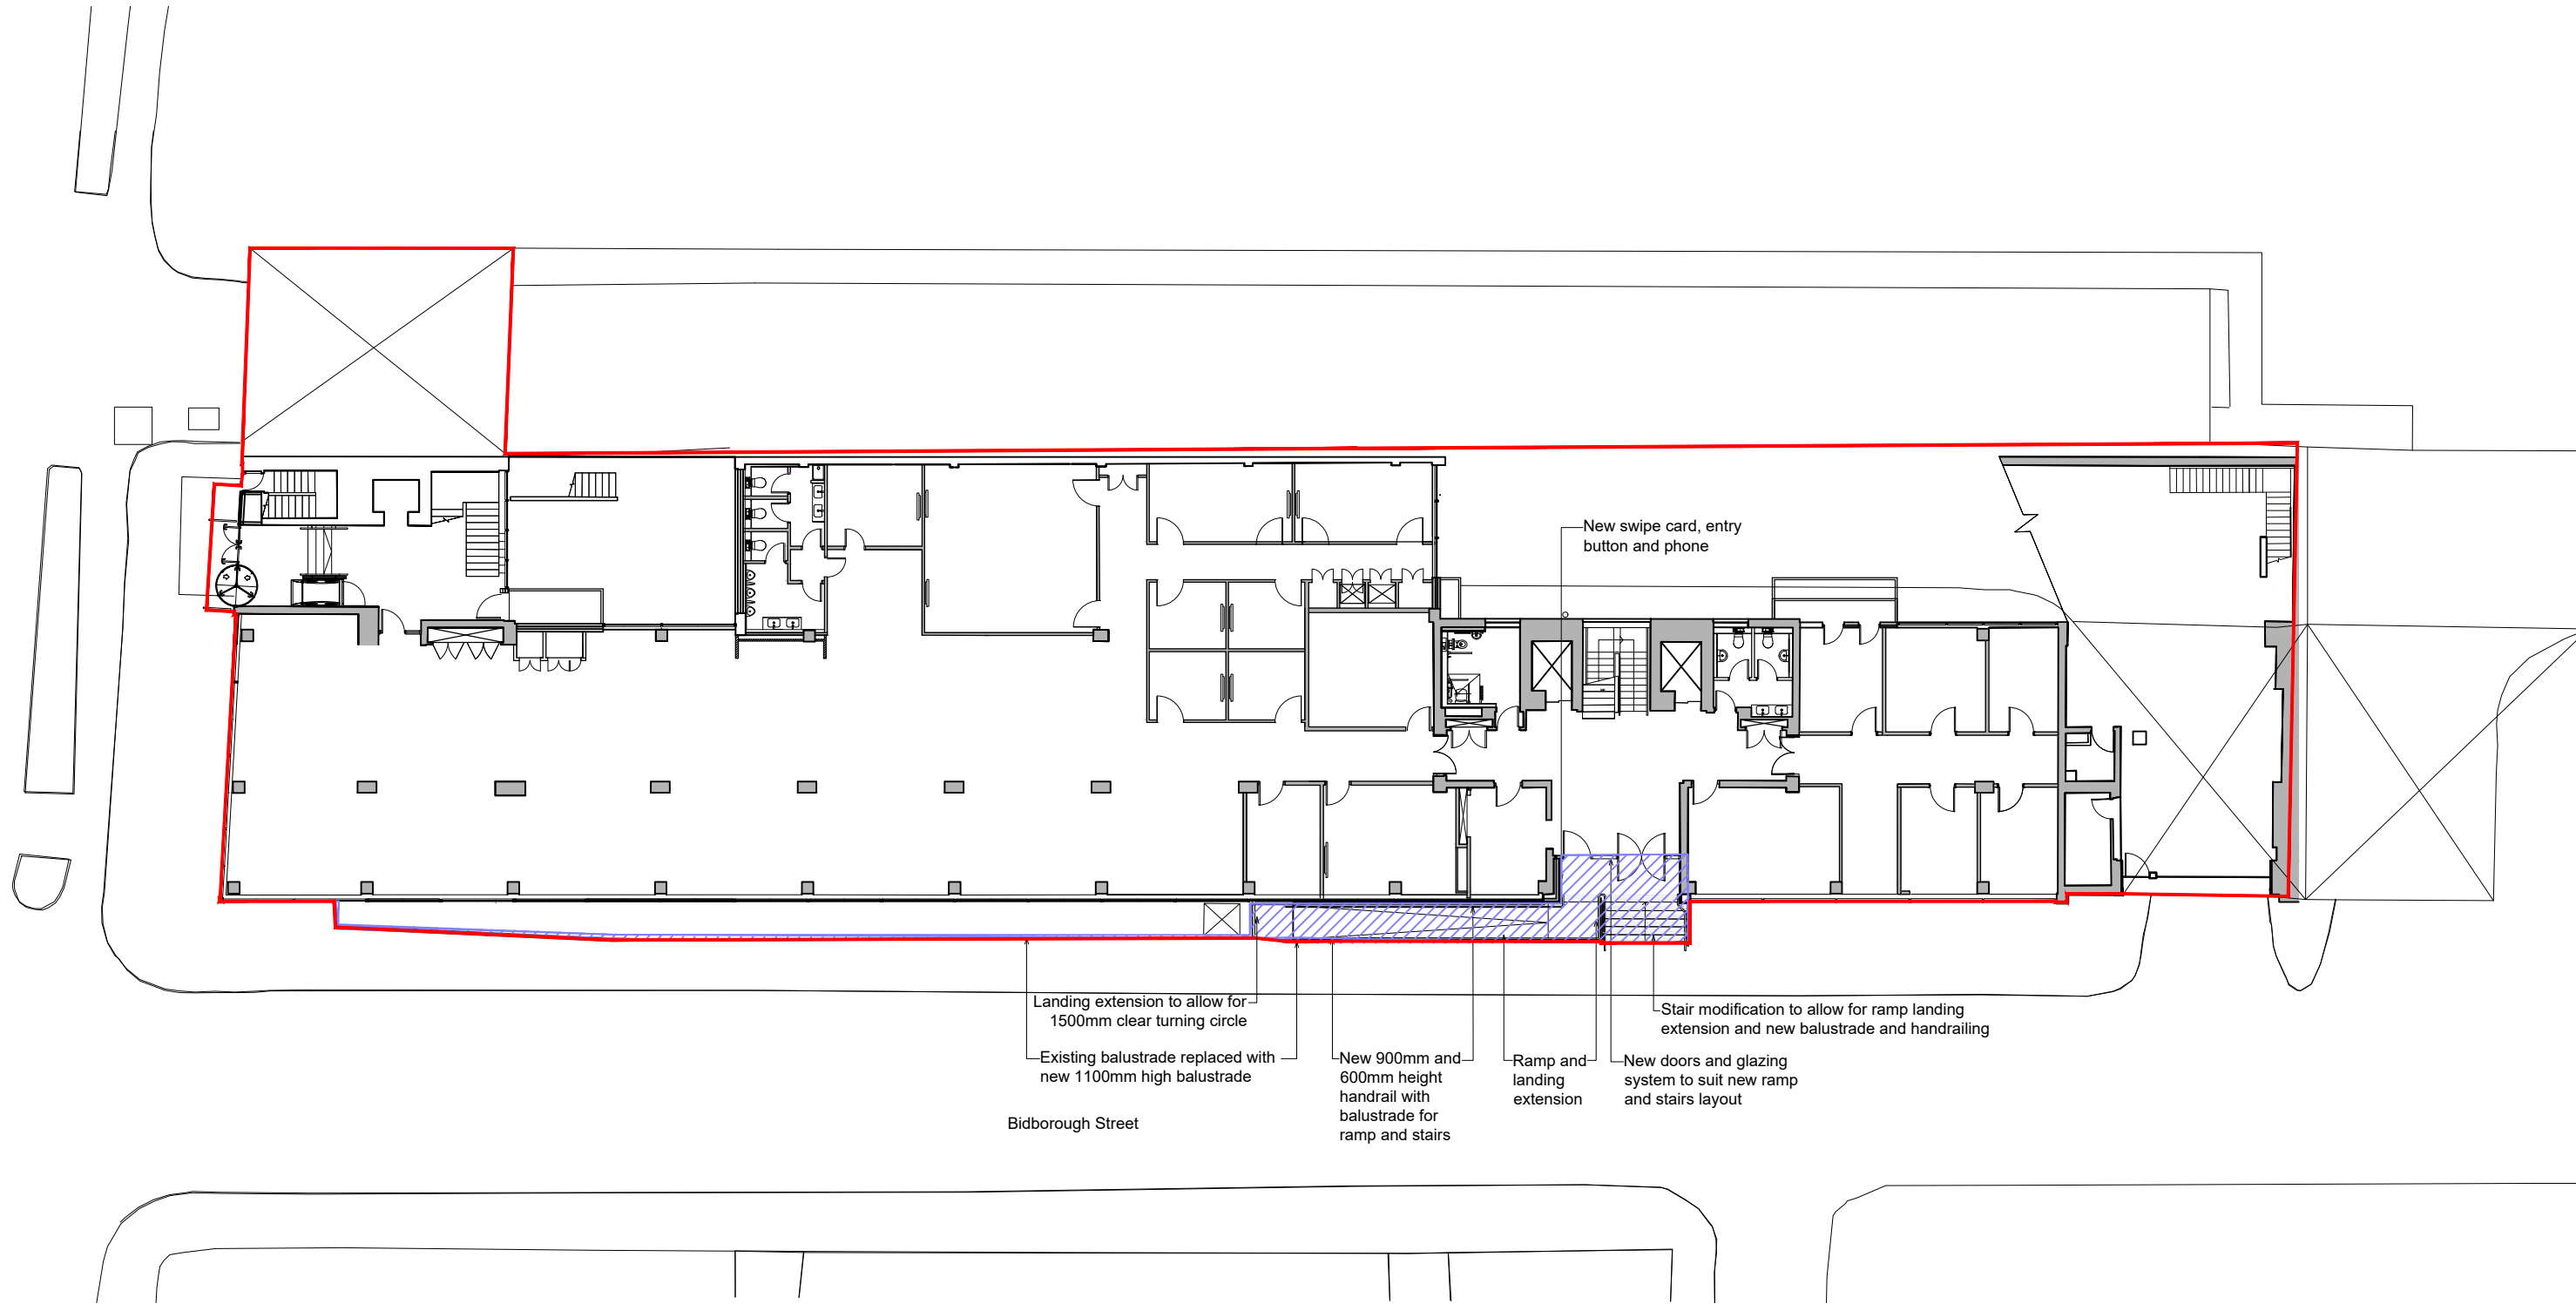 New swipe card, entry
button and phone
Landing extension to allow for
1500mm clear turning circle
Existing balustrade replaced with
new 1100mm high balustrade
New 900mm and
600mm height
handrail with
balustrade for
ramp and stairs
Ramp and
landing
extension
New doors and glazing
system to suit new ramp
and stairs layout
Stair modification to allow for ramp landing
extension and new balustrade and handrailing
Bidborough Street